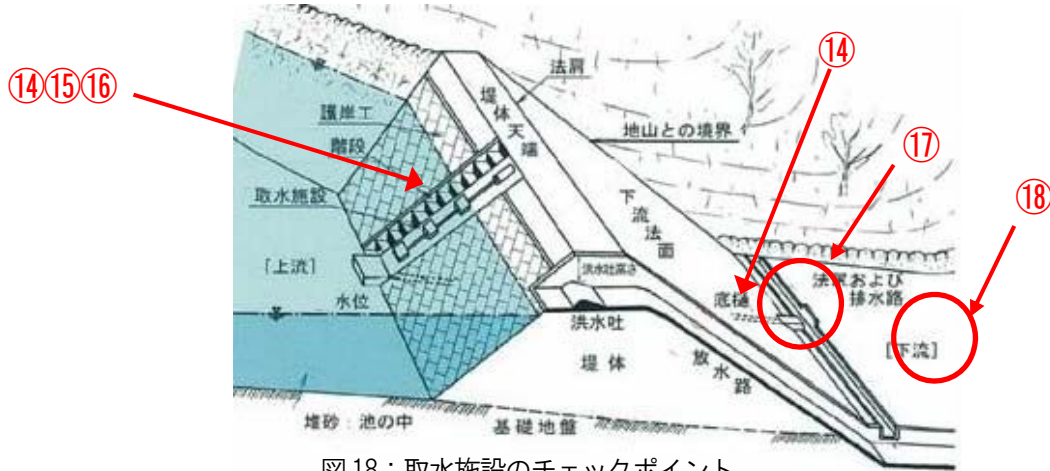 ⑭⑮⑯
⑭
⑰
⑱
法肩
堤体天端
護岸工
階段
地山との境界
取水施設
下流法面
[上流]
洪水吐高さ
法尻および
排水路
水位
底樋
洪水吐
[下流]
堤体
放水路
堆砂:池の中
基礎地盤
図18:取水施設のチェックポイント